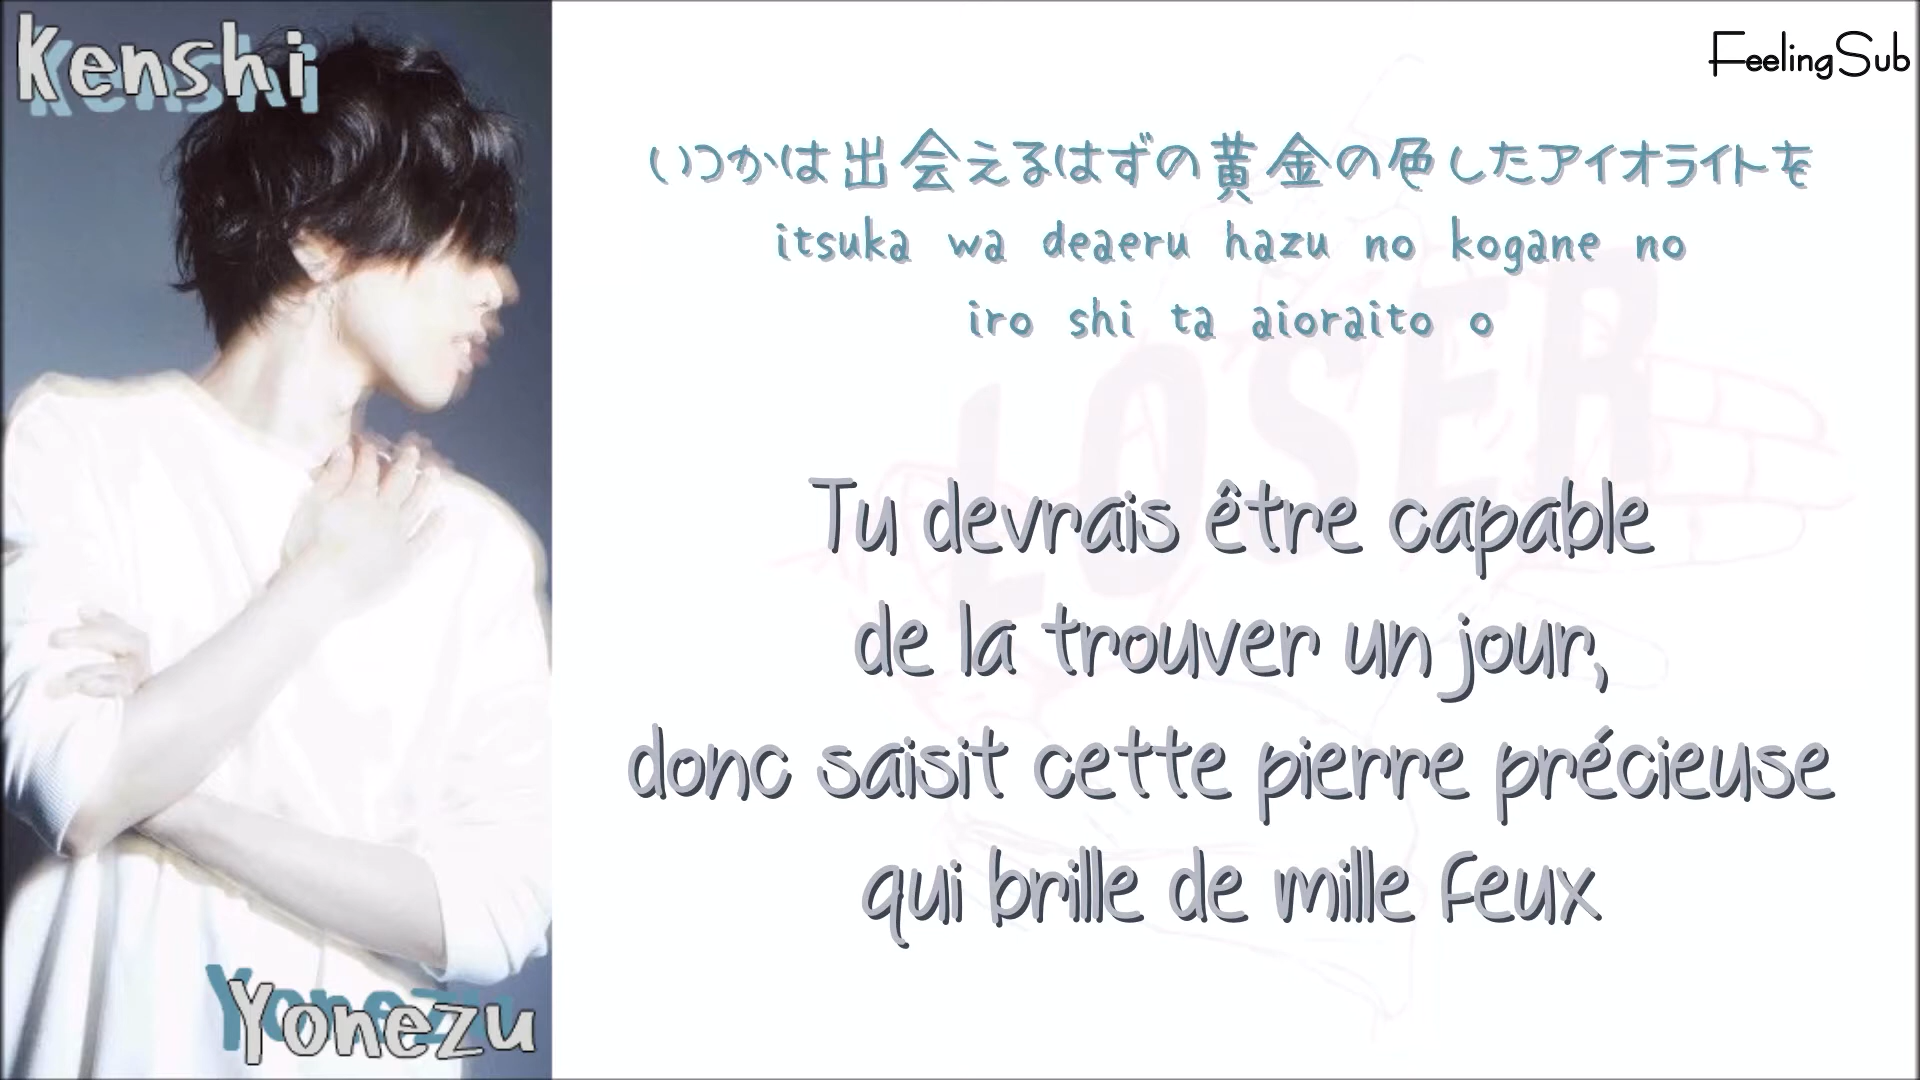 Kenshi
FeelingSub
いつかは出会えるはずの黄金の色したアイオライトを
itsuka wa deaeru hazu no kogane no
iro shi ta aioraito o
LOSER
Tu devrais être capable
de la trouver un jour,
donc saisit cette pierre précieuse
qui brille de mille feux
Yonezu